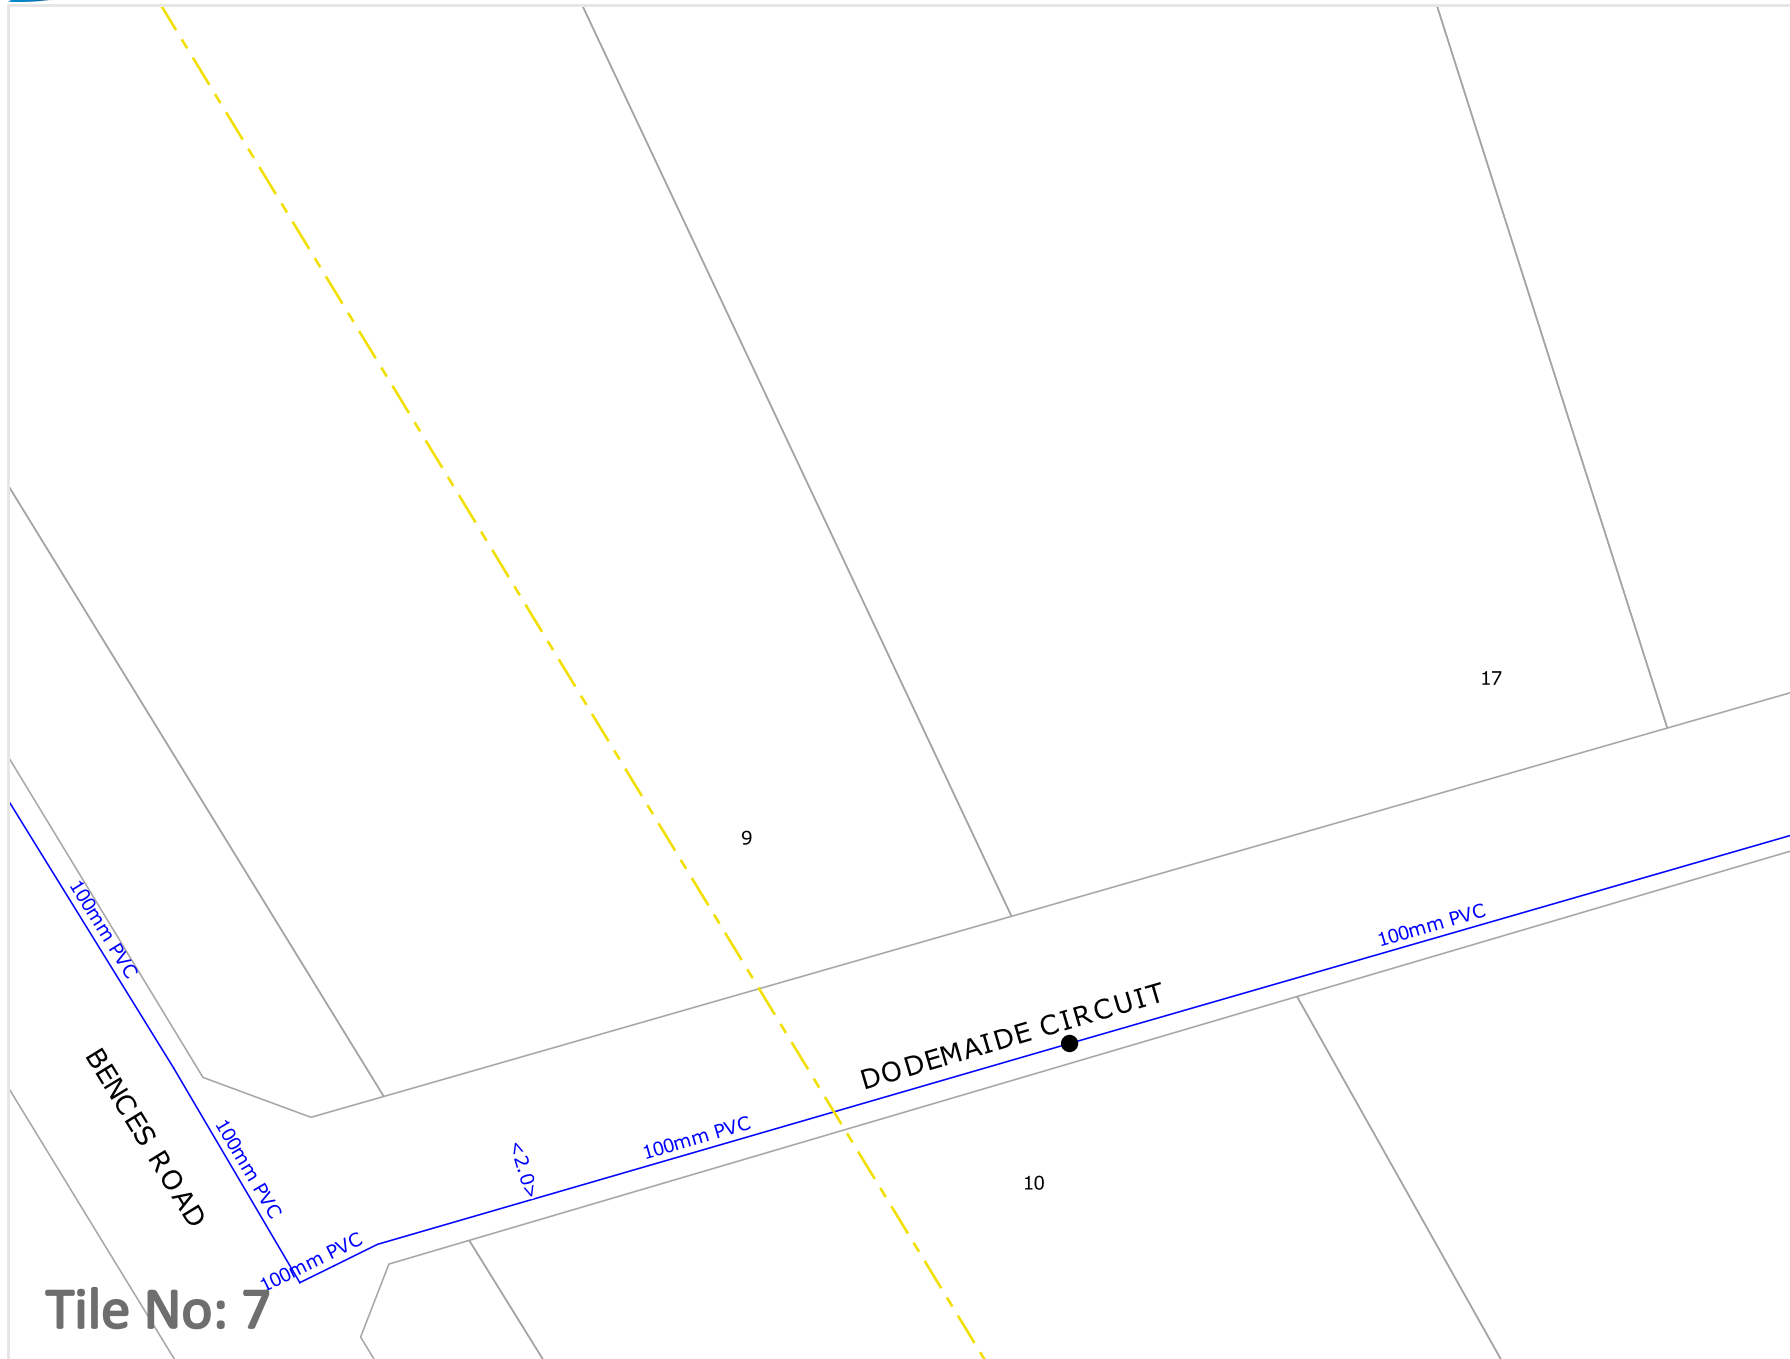 17
9
100mm PVC
100mm PVC
DODEMAIDE CIRCUIT
BENCES ROAD
100mm PVC
<2.0>
100mm PVC
10
100mm PVC
Tile No: 7